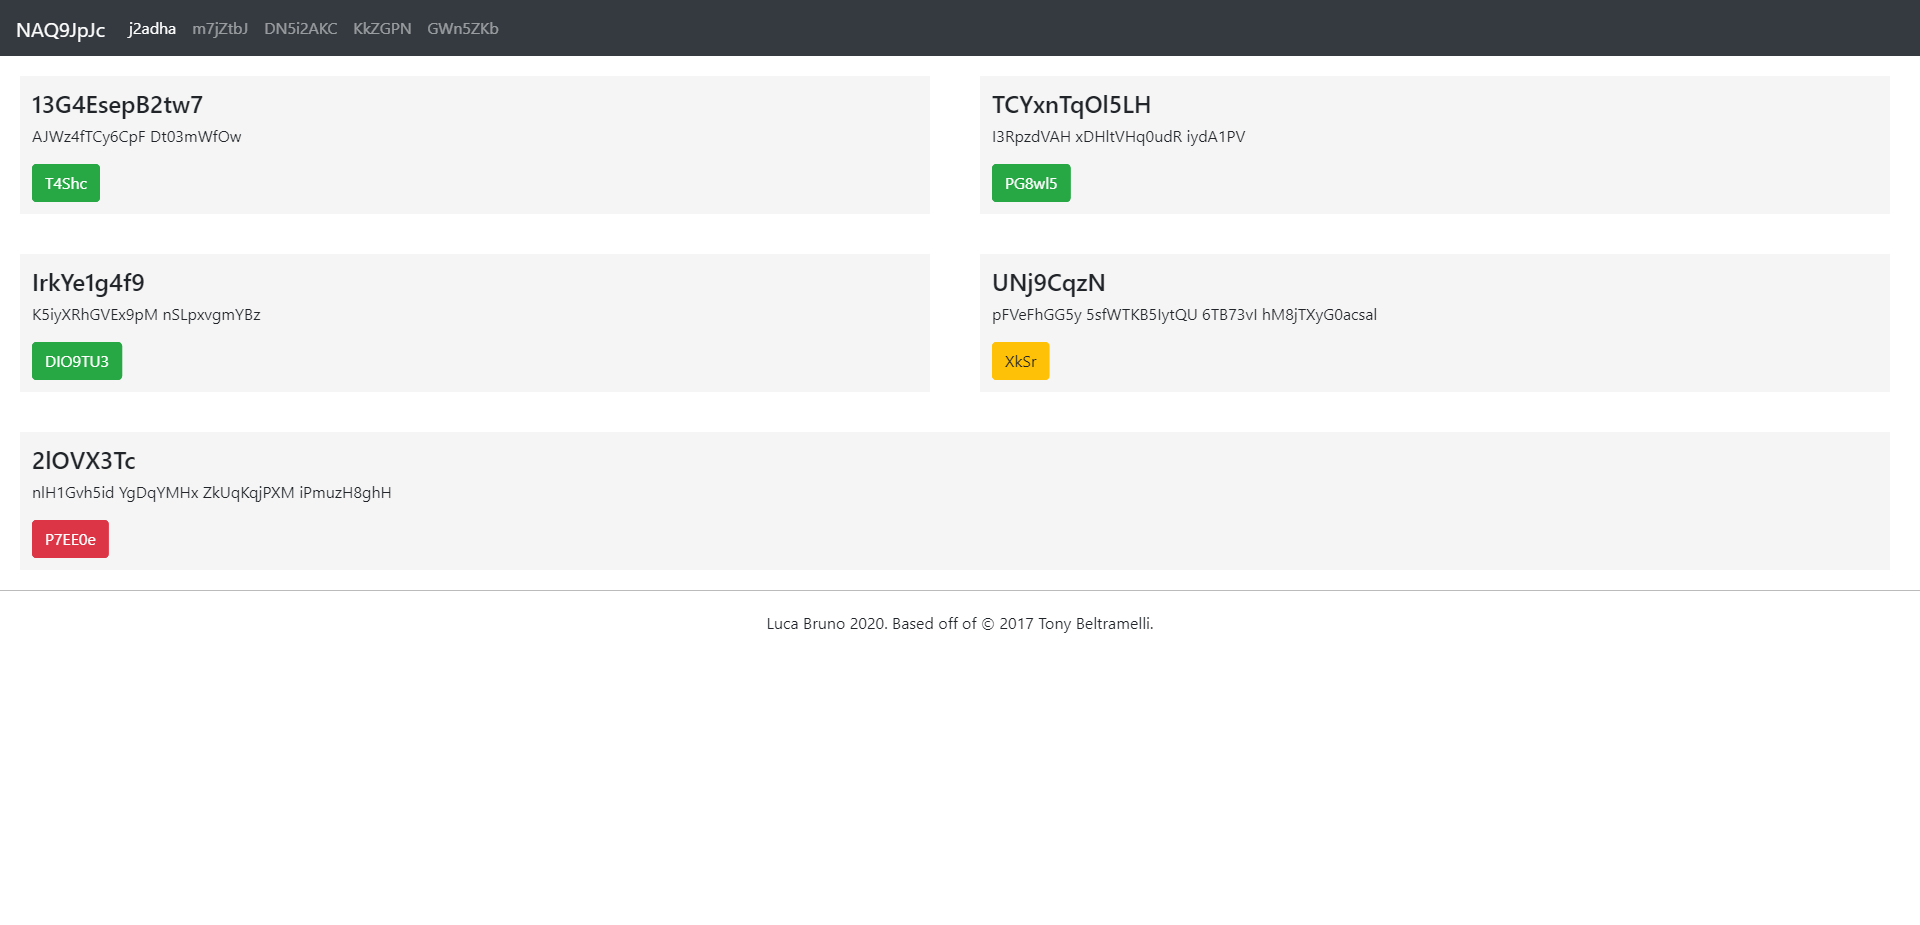 NAQ9JpJc j2adha m7jZtbJ DN5i2AKC KkZGPN GWn5ZKb
13G4EsepB2tw7
AJWz4fTCy6CpF Dt03mWfOw
T4Shc
TCYxnTqOl5LH
I3RpzdVAH xDHltVHq0udR iydA1PV
PG8wl5
IrkYe1g4f9
K5iyXRhGVEx9pM nSLpxvgmYBz
DIO9TU3
UNj9CqzN
pFVeFhGG5y 5sfWTKB5IytQU 6TB73vI hM8jTXyG0acsal
XkSr
2lOVX3Tc
nlH1Gvh5id YgDqYMHx ZkUqKqjPXM iPmuzH8ghH
P7EE0e
Luca Bruno 2020. Based off of © 2017 Tony Beltramelli.